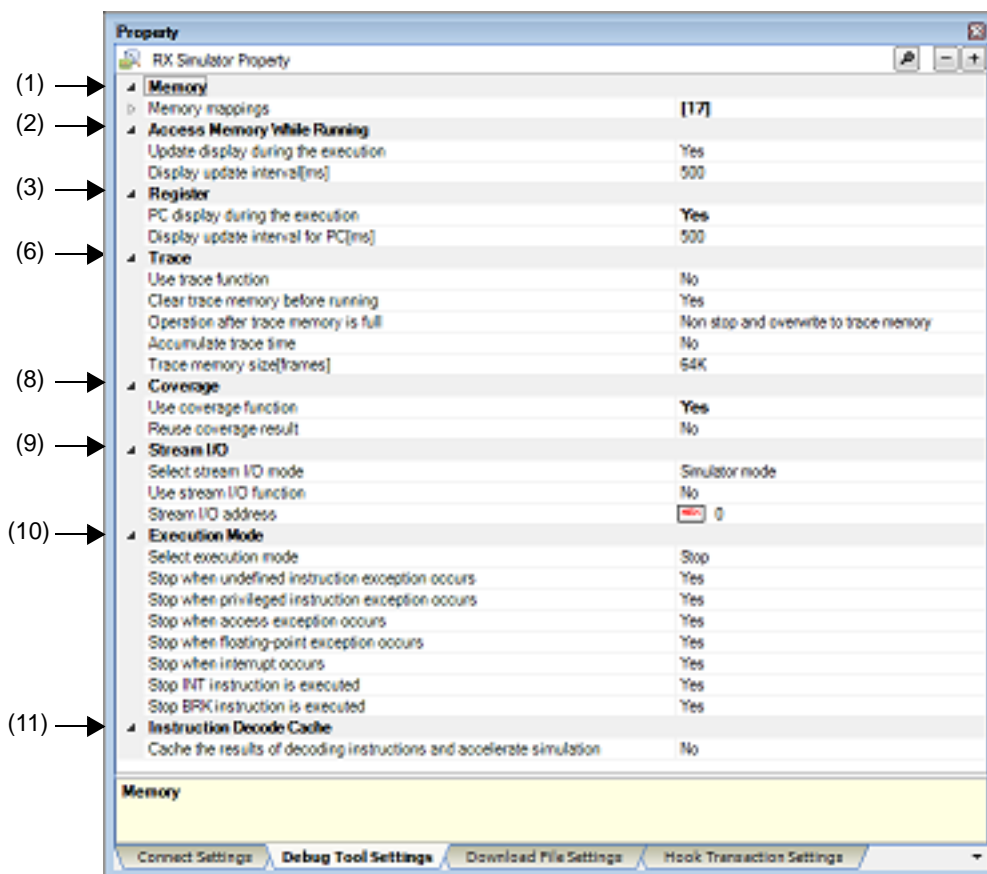 Property
RX Simulator Property
(1) Memory
Memory mappings [17]
(2) Access Memory While Running
Update display during the execution Yes
Display update interval[ms] 500
(3) Register
PC display during the execution Yes
Display update interval for PC[ms] 500
(6) Trace
Use trace function No
Clear trace memory before running Yes
Operation after trace memory is full Non stop and overwrite to trace memory
Accumulate trace time No
Trace memory size[frames] 64K
(8) Coverage
Use coverage function Yes
Reuse coverage result No
(9) Stream I/O
Select stream I/O mode Simulator mode
Use stream I/O function No
Stream I/O address 0
(10) Execution Mode
Select execution mode Stop
Stop when undefined instruction exception occurs Yes
Stop when privileged instruction exception occurs Yes
Stop when access exception occurs Yes
Stop when floating-point exception occurs Yes
Stop when interrupt occurs Yes
Stop INT instruction is executed Yes
Stop BRK instruction is executed Yes
(11) Instruction Decode Cache
Cache the results of decoding instructions and accelerate simulation No
Memory
Connect Settings Debug Tool Settings Download File Settings Hook Transaction Settings